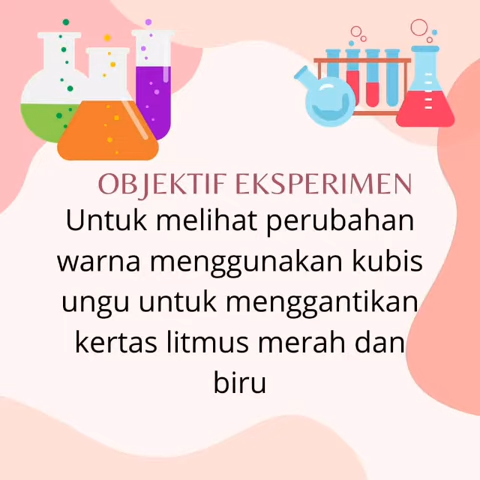 OBJEKTIF EKSPERIMEN
Untuk melihat perubahan
warna menggunakan kubis
ungu untuk menggantikan
kertas litmus merah dan
biru